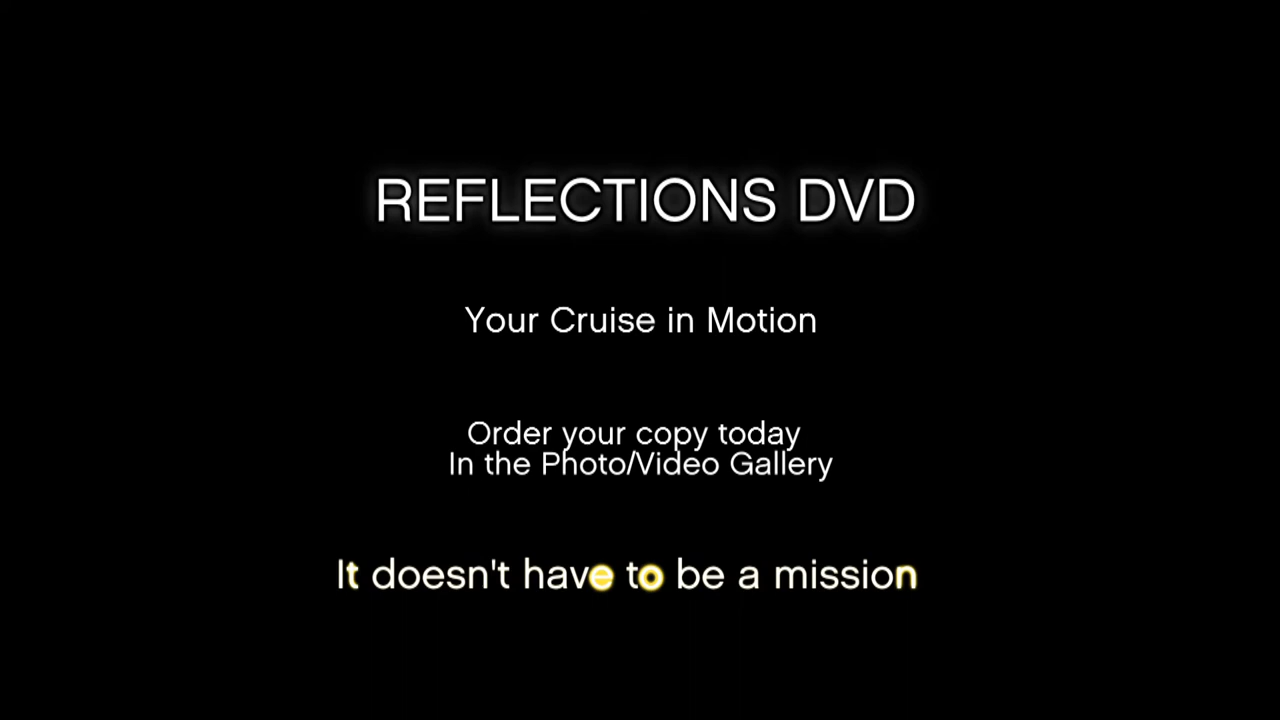 REFLECTIONS DVD
Your Cruise in Motion
Order your copy today
In the Photo/Video Gallery
It doesn't have to be a mission